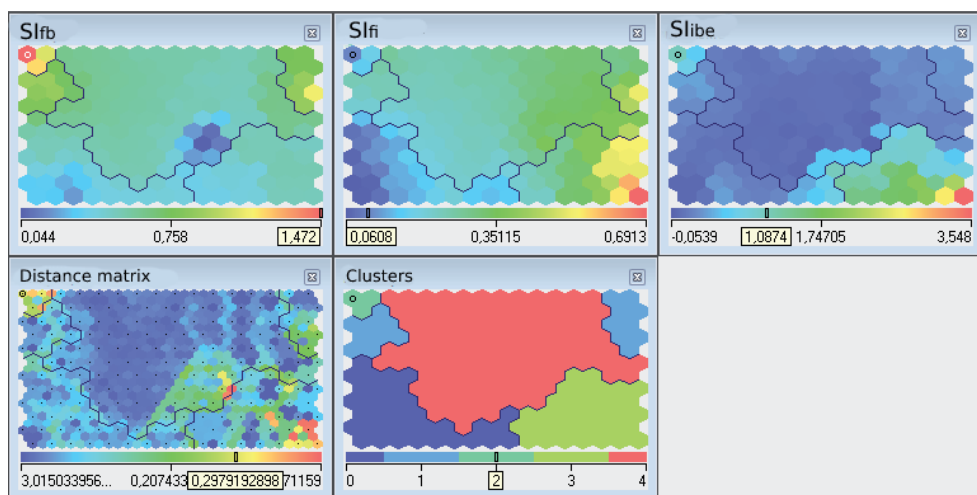 SIfb
SIfi
SIibe
0,044 0,758 1,472
0,0608 0,35115 0,6913
-0,0539 1,0874 1,74705 3,548
Distance matrix
Clusters
3,015033956... 0,207433 0,2979192898 71159
0 1 2 3 4